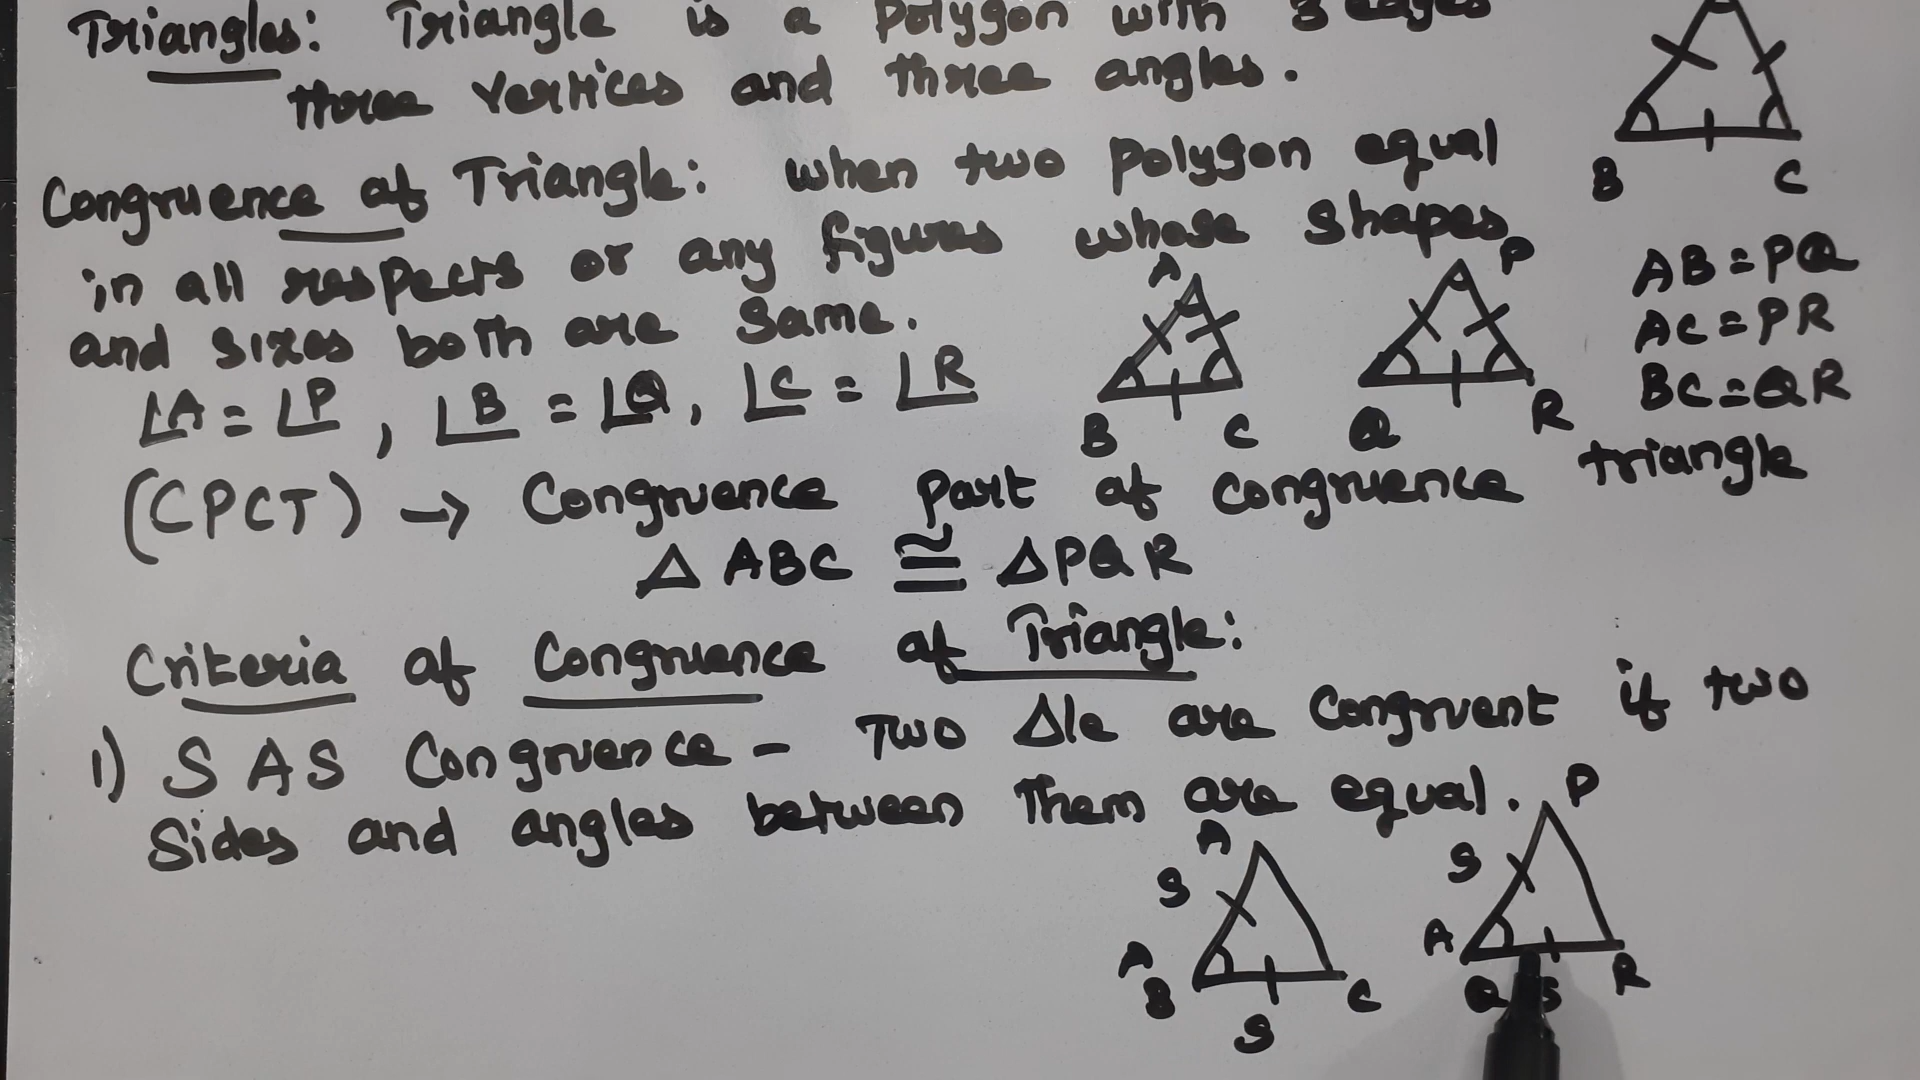 Triangles: Triangle is a polygon with 3 edges
three vertices and three angles.
B C
Congruence of Triangle: when two polygon equal
in all respects or any figures whose shapes
and sizes both are same.
A B C
P Q R
AB = PQ
AC = PR
BC = QR
∠A = ∠P, ∠B = ∠Q, ∠C = ∠R
(CPCT) → Congruence part of congruence triangle
Δ ABC ≅ ΔPQR
Criteria of Congruence of Triangle:
1) SAS Congruence - Two Δle are Congruent if two
Sides and angles between Them are equal.
A S A B S C
P S A Q S R